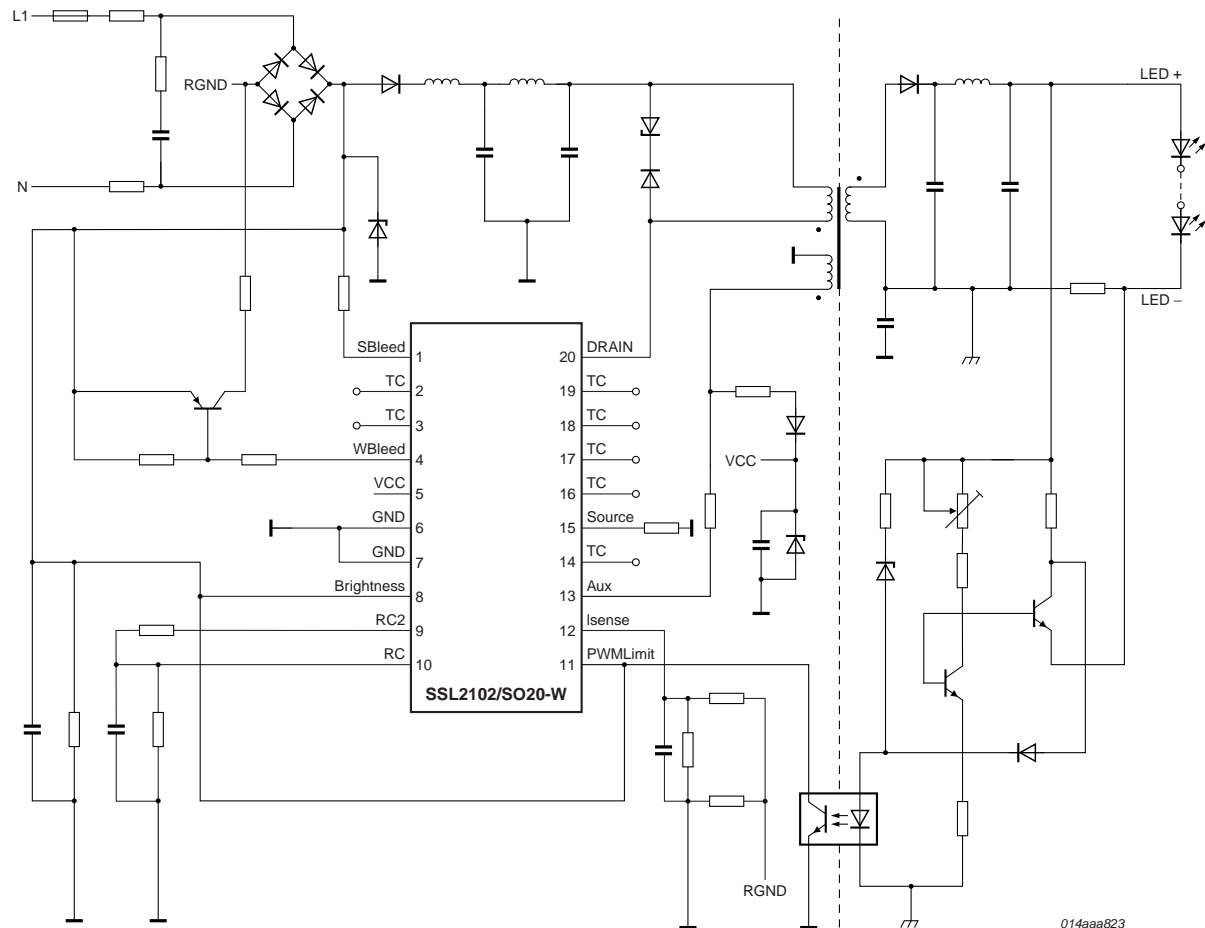 L1
RGND
N
LED +
LED −
SBleed 1
TC 2
TC 3
WBleed 4
VCC 5
GND 6
GND 7
Brightness 8
RC2 9
RC 10
20 DRAIN
19 TC
18 TC
17 TC
16 TC
15 Source
14 TC
13 Aux
12 Isense
11 PWMLimit
SSL2102/SO20-W
VCC
RGND
014aaa823